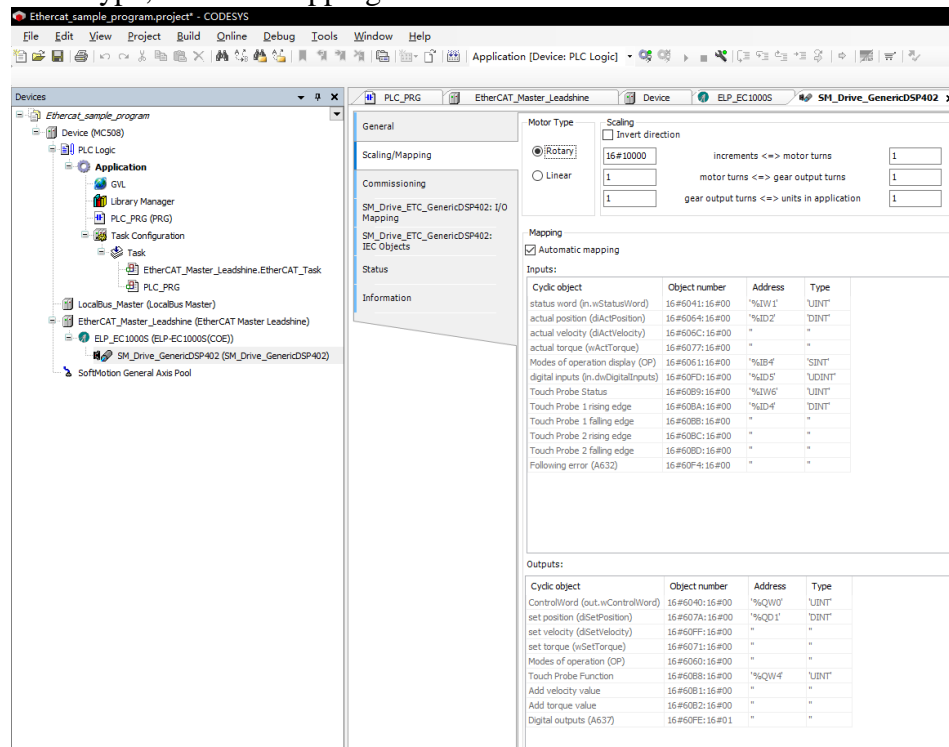 Ethercat_sample_program.project* - CODESYS
File Edit View Project Build Online Debug Tools Window Help
Application [Device: PLC Logic]
Devices
Ethercat_sample_program
Device (MC508)
PLC Logic
Application
GVL
Library Manager
PLC_PRG (PRG)
Task Configuration
Task
EtherCAT_Master_Leadshine.EtherCAT_Task
PLC_PRG
LocalBus_Master (LocalBus Master)
EtherCAT_Master_Leadshine (EtherCAT Master Leadshine)
ELP_EC1000S (ELP-EC1000S(COE))
SM_Drive_GenericDSP402 (SM_Drive_GenericDSP402)
SoftMotion General Axis Pool
PLC_PRG EtherCAT_Master_Leadshine Device ELP_EC1000S SM_Drive_GenericDSP402
General
Scaling/Mapping
Commissioning
SM_Drive_ETC_GenericDSP402: I/O
Mapping
SM_Drive_ETC_GenericDSP402:
IEC Objects
Status
Information
Motor Type
Rotary
Linear
Scaling
Invert direction
16#10000 increments <=> motor turns 1
1 motor turns <=> gear output turns 1
1 gear output turns <=> units in application 1
Mapping
Automatic mapping
Inputs:
Cyclic object Object number Address Type
status word (in.wStatusWord) 16#6041:16#00 '%IW1' 'UINT'
actual position (diActPosition) 16#6064:16#00 '%ID2' 'DINT'
actual velocity (diActVelocity) 16#606C:16#00 '' ''
actual torque (wActTorque) 16#6077:16#00 '' ''
Modes of operation display (OP) 16#6061:16#00 '%IB4' 'SINT'
digital inputs (in.dwDigitalInputs) 16#60FD:16#00 '%ID5' 'UDINT'
Touch Probe Status 16#60B9:16#00 '%IW6' 'UINT'
Touch Probe 1 rising edge 16#60BA:16#00 '%ID4' 'DINT'
Touch Probe 1 falling edge 16#60BB:16#00 '' ''
Touch Probe 2 rising edge 16#60BC:16#00 '' ''
Touch Probe 2 falling edge 16#60BD:16#00 '' ''
Following error (A632) 16#60F4:16#00 '' ''
Outputs:
Cyclic object Object number Address Type
ControlWord (out.wControlWord) 16#6040:16#00 '%QW0' 'UINT'
set position (diSetPosition) 16#607A:16#00 '%QD1' 'DINT'
set velocity (diSetVelocity) 16#60FF:16#00 '' ''
set torque (wSetTorque) 16#6071:16#00 '' ''
Modes of operation (OP) 16#6060:16#00 '' ''
Touch Probe Function 16#60B8:16#00 '%QW4' 'UINT'
Add velocity value 16#60B1:16#00 '' ''
Add torque value 16#60B2:16#00 '' ''
Digital outputs (A637) 16#60FE:16#01 '' ''